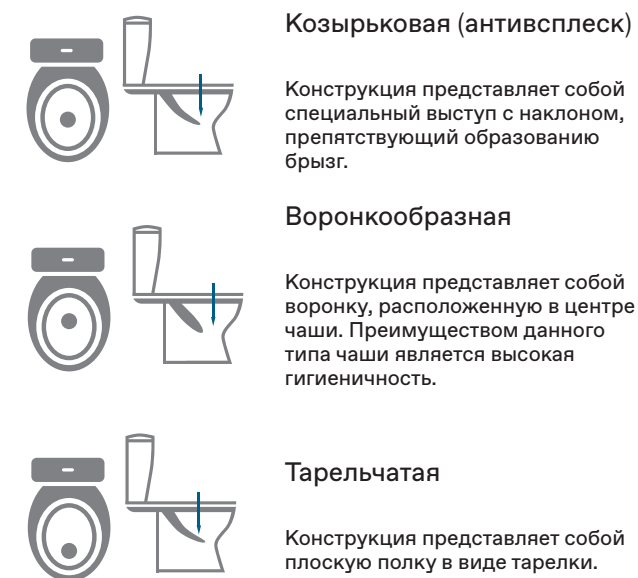 Козырьковая (антивсплеск)
Конструкция представляет собой
специальный выступ с наклоном,
препятствующий образованию
брызг.
Воронкообразная
Конструкция представляет собой
воронку, расположенную в центре
чаши. Преимуществом данного
типа чаши является высокая
гигиеничность.
Тарельчатая
Конструкция представляет собой
плоскую полку в виде тарелки.